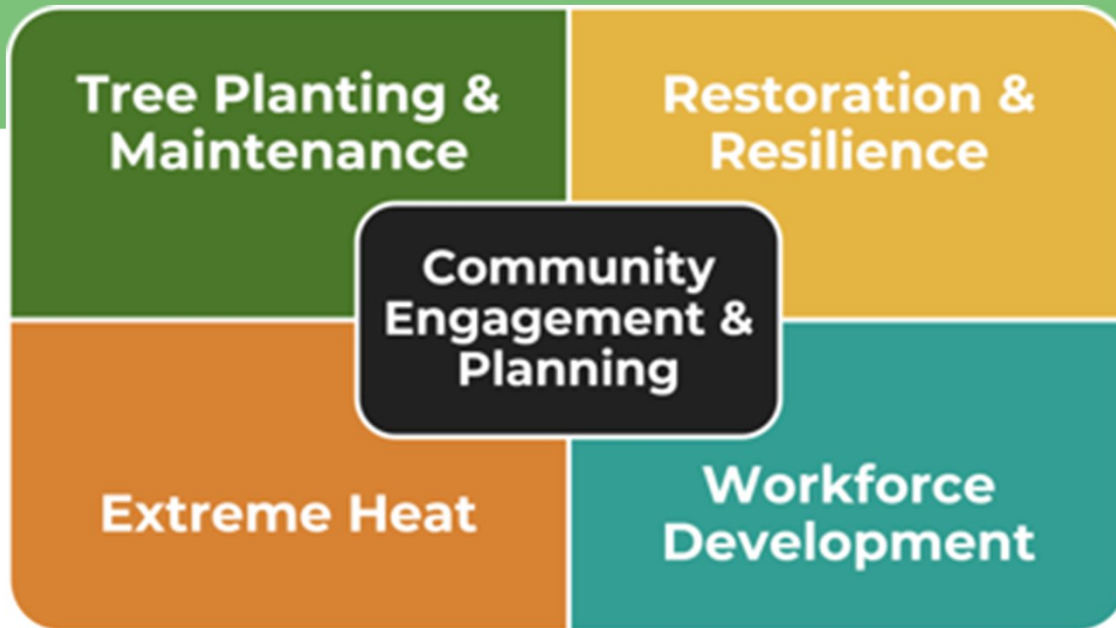 Tree Planting &
Maintenance
Restoration &
Resilience
Community
Engagement &
Planning
Extreme Heat
Workforce
Development